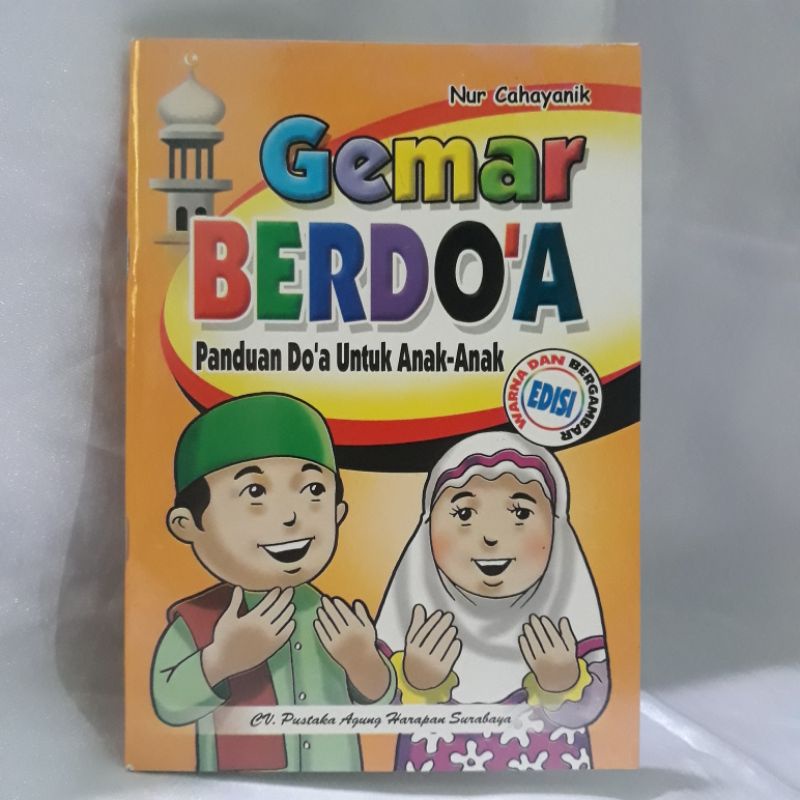 Nur Cahayanik
Gemar
BERDO'A
Panduan Do'a Untuk Anak-Anak
WARNA DAN BERGAMBAR
EDISI
CV. Pustaka Agung Harapan Surabaya